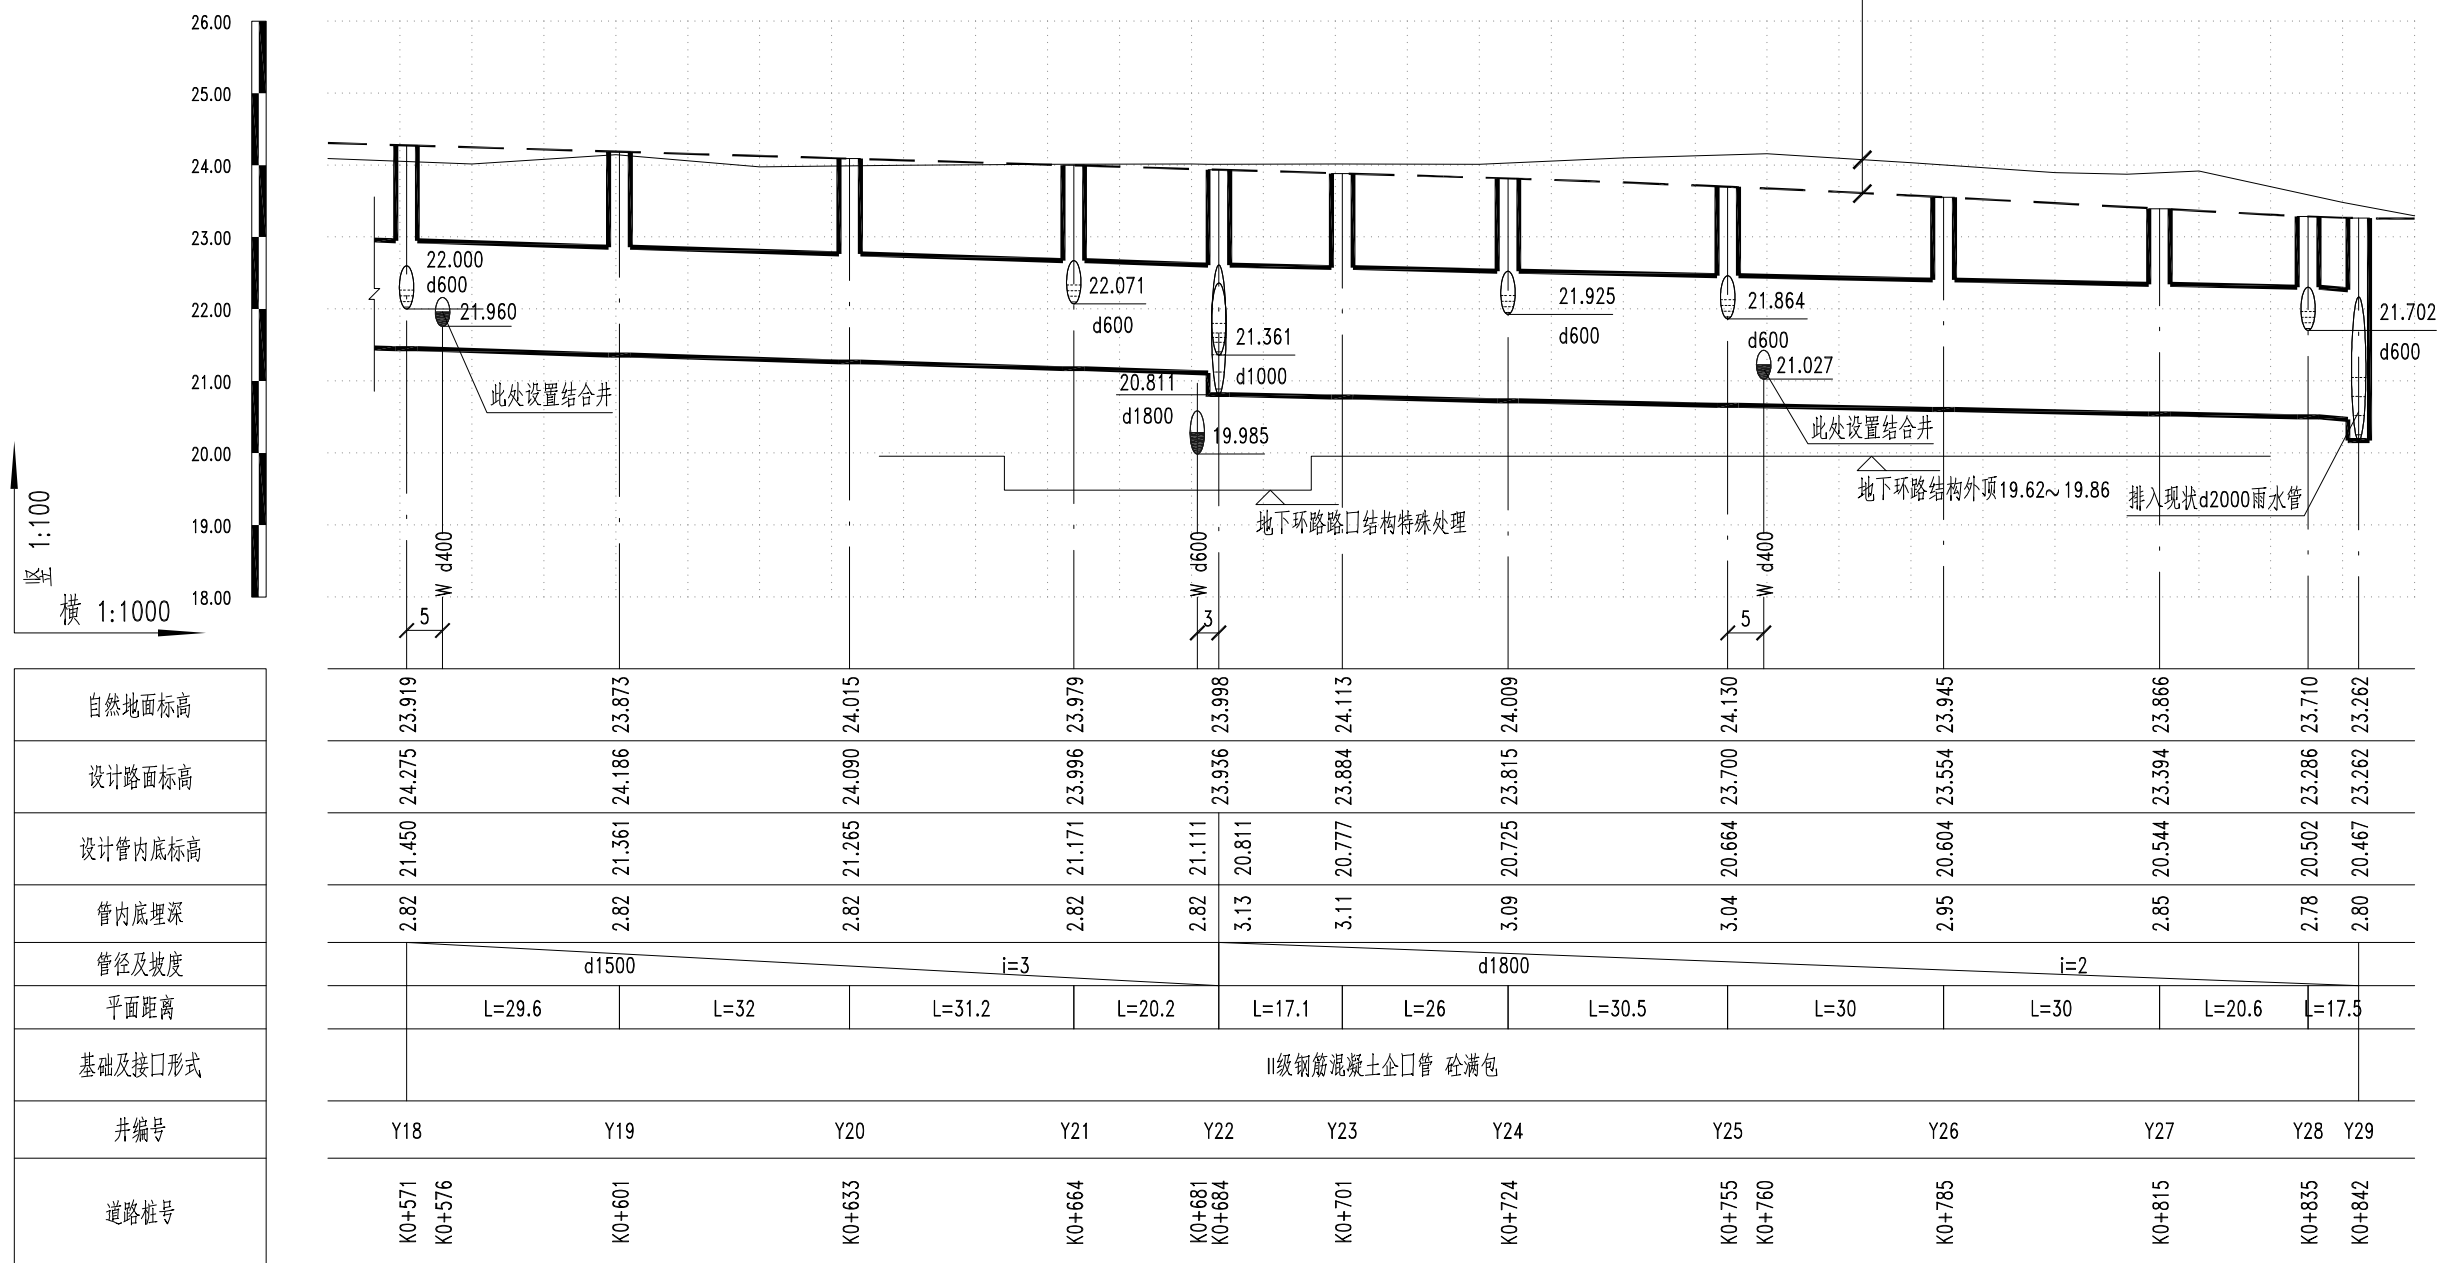 26.00
25.00
24.00
23.00
22.00
21.00
20.00
19.00
18.00
竖 1:100
横 1:1000
22.000
d600
21.960
此处设置结合井
22.071
d600
21.361
d1000
20.811
d1800
19.985
21.925
d600
21.864
d600
21.027
此处设置结合井
21.702
d600
地下环路路口结构特殊处理
地下环路结构外顶19.62~19.86
排入现状d2000雨水管
W d400
W d600
W d400
5
3
5
自然地面标高 23.919 23.873 24.015 23.979 23.998 24.113 24.009 24.130 23.945 23.866 23.710 23.262
设计路面标高 24.275 24.186 24.090 23.996 23.936 23.884 23.815 23.700 23.554 23.394 23.286 23.262
设计管内底标高 21.450 21.361 21.265 21.171 21.111 20.811 20.777 20.725 20.664 20.604 20.544 20.502 20.467
管内底埋深 2.82 2.82 2.82 2.82 2.82 3.13 3.11 3.09 3.04 2.95 2.85 2.78 2.80
管径及坡度 d1500 i=3 d1800 i=2
平面距离 L=29.6 L=32 L=31.2 L=20.2 L=17.1 L=26 L=30.5 L=30 L=30 L=20.6 L=17.5
基础及接口形式 II级钢筋混凝土企口管 砼满包
井编号 Y18 Y19 Y20 Y21 Y22 Y23 Y24 Y25 Y26 Y27 Y28 Y29
道路桩号 K0+571 K0+576 K0+601 K0+633 K0+664 K0+681 K0+684 K0+701 K0+724 K0+755 K0+760 K0+785 K0+815 K0+835 K0+842